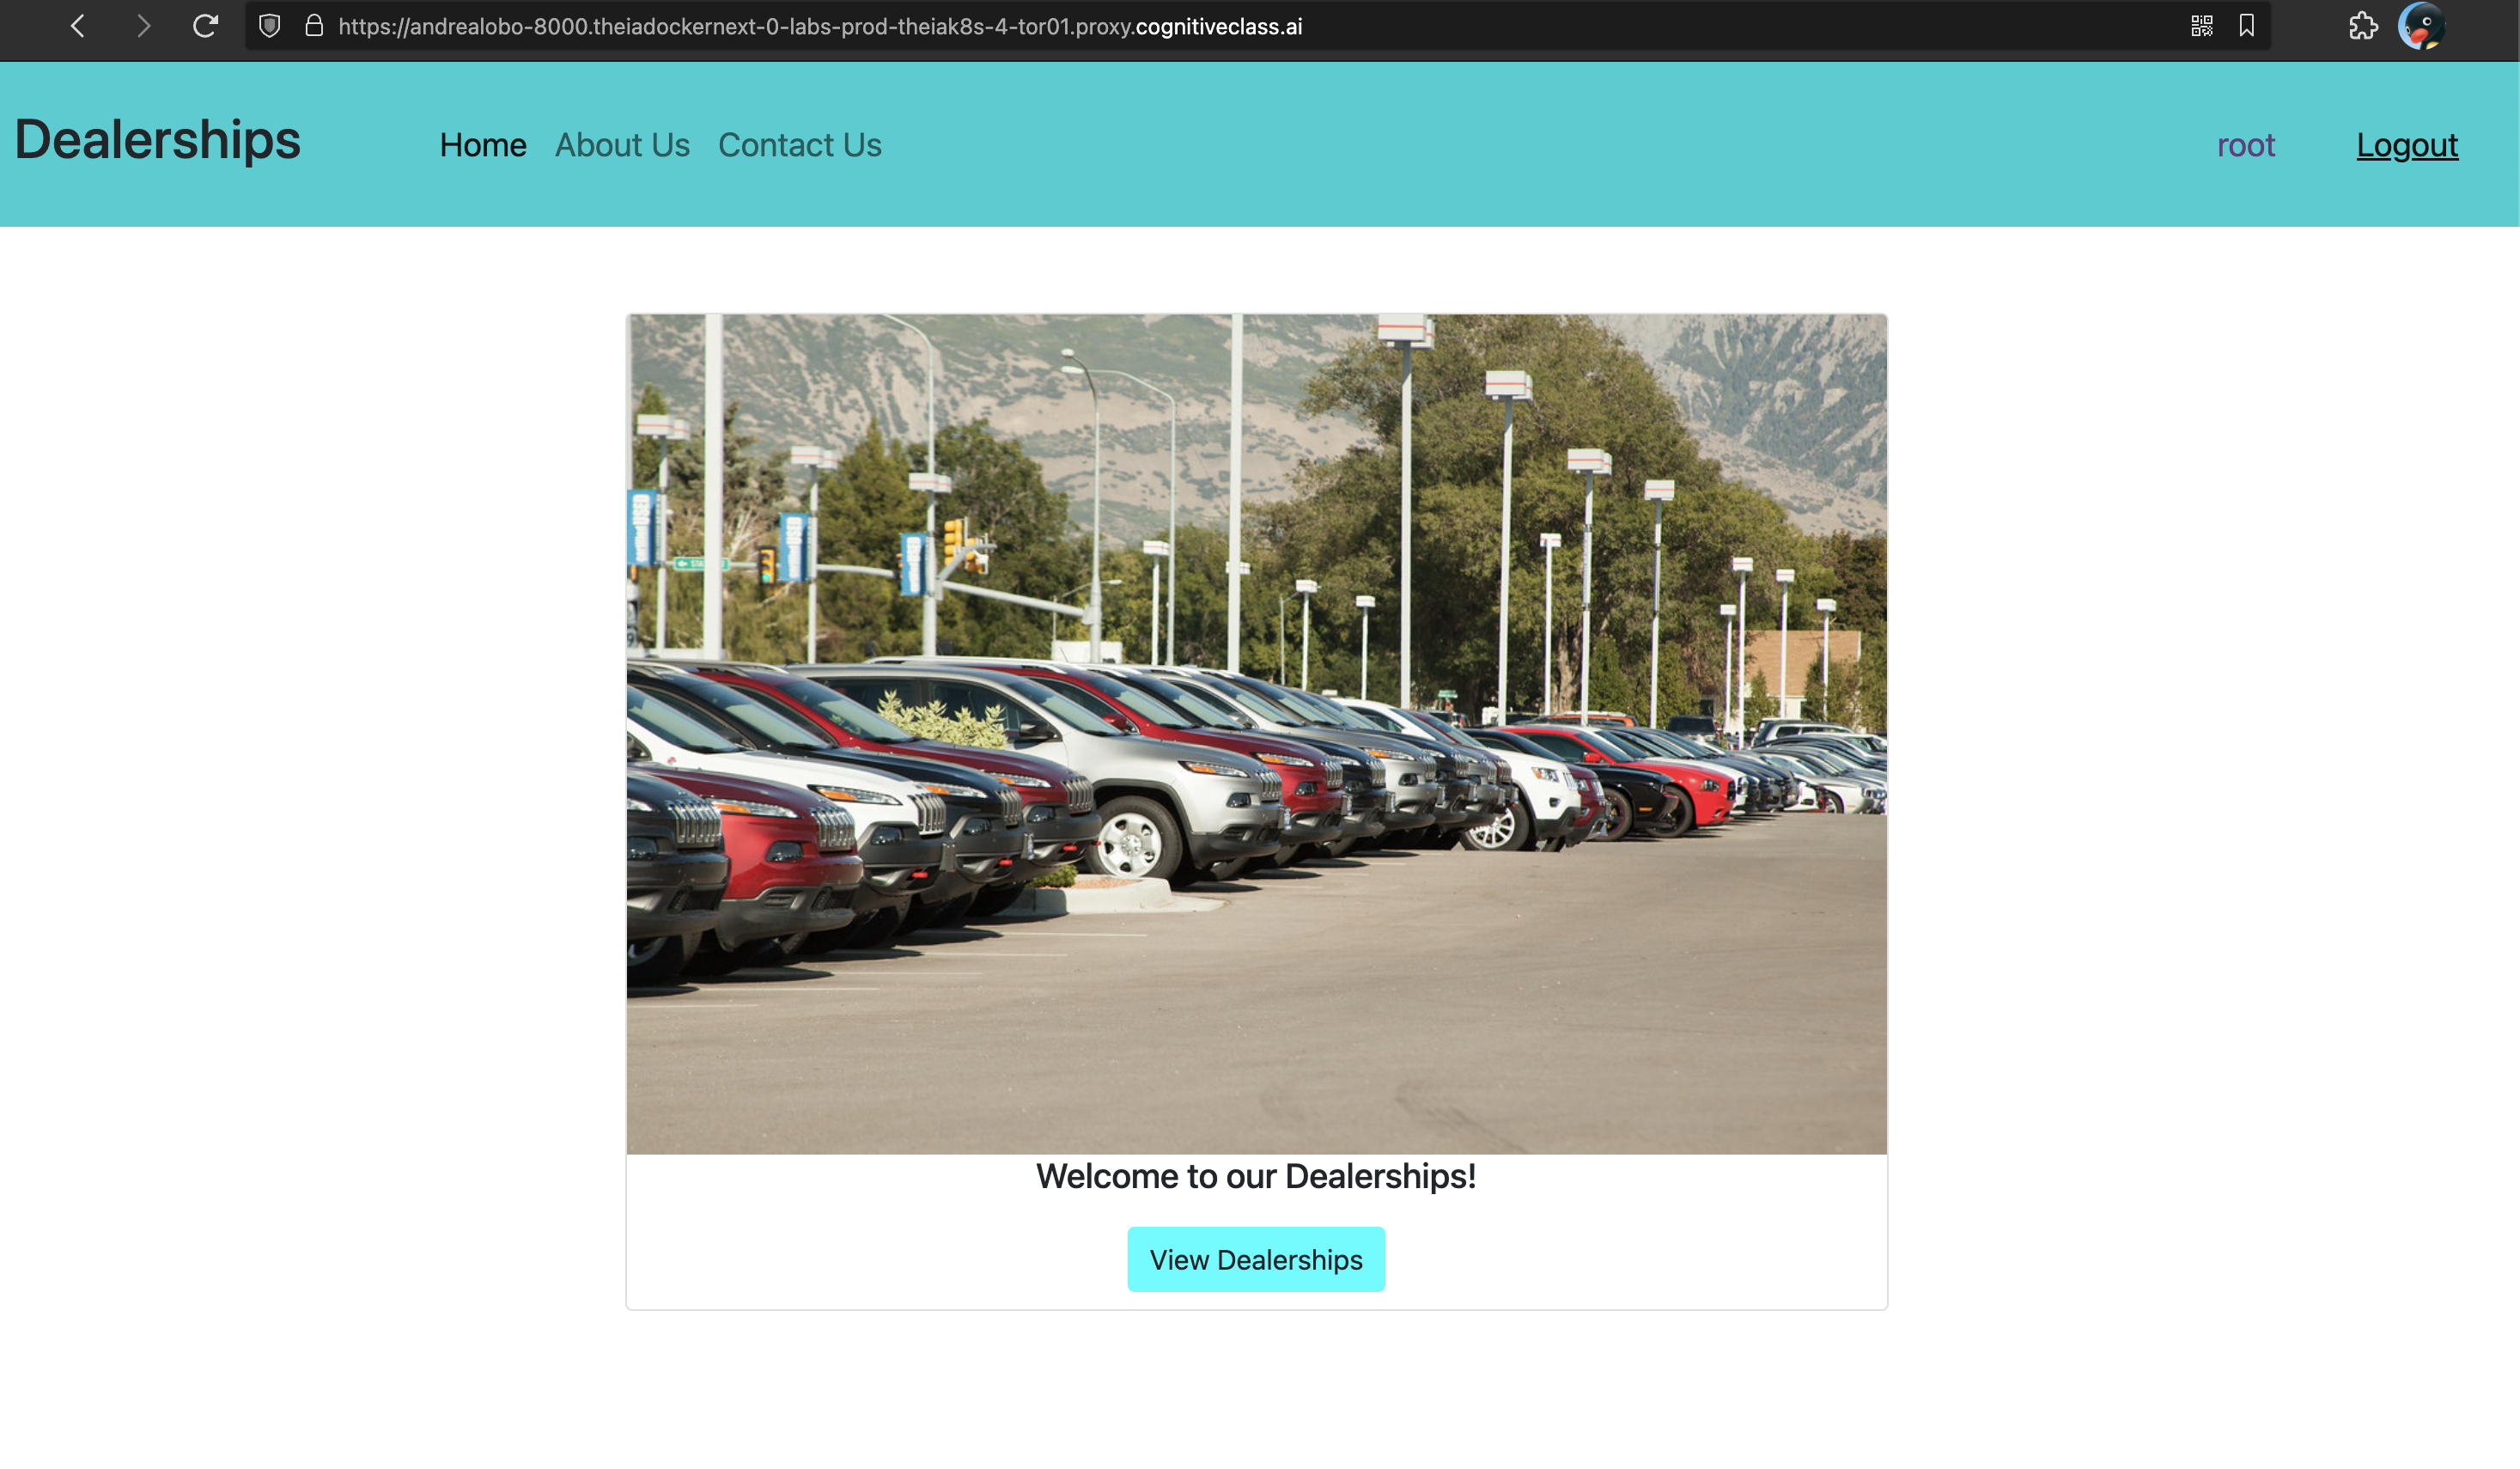 https://andrealobo-8000.theiadockernext-0-labs-prod-theiak8s-4-tor01.proxy.cognitiveclass.ai
Dealerships
Home About Us Contact Us
root Logout
Welcome to our Dealerships!
View Dealerships